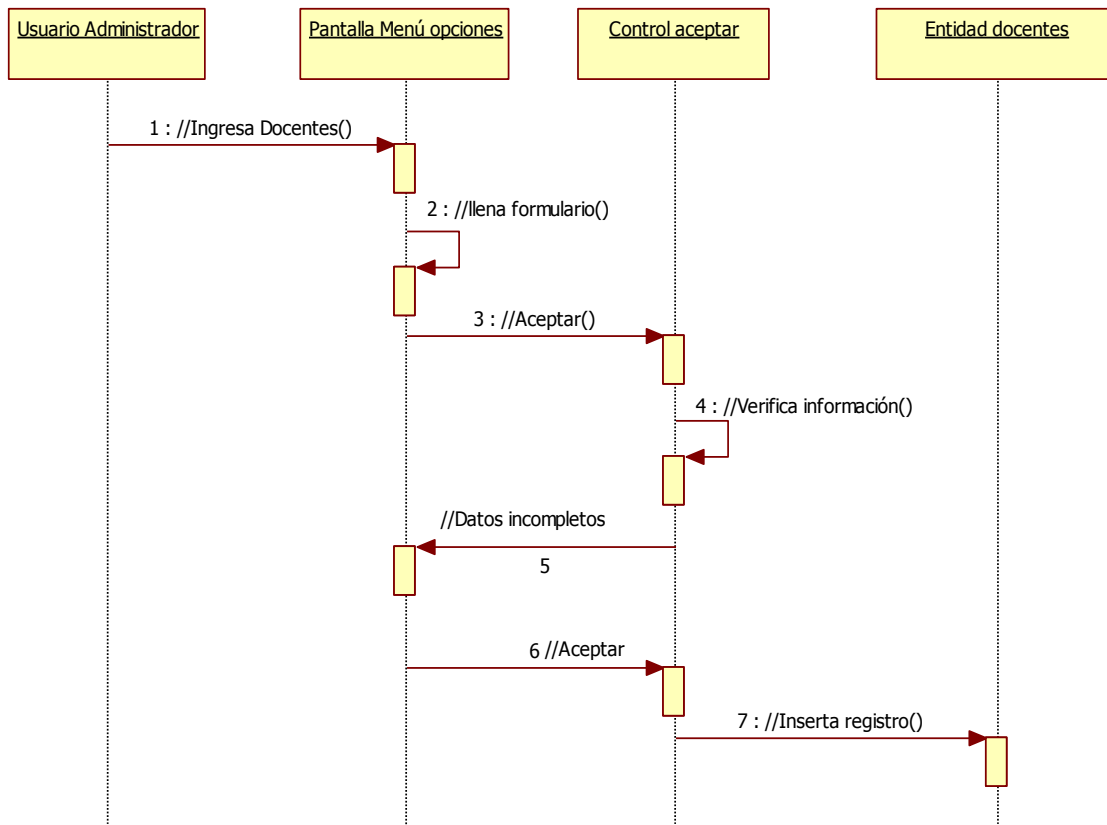 Usuario Administrador
Pantalla Menú opciones
Control aceptar
Entidad docentes
1 : //Ingresa Docentes()
2 : //llena formulario()
3 : //Aceptar()
4 : //Verifica información()
//Datos incompletos
5
6 //Aceptar
7 : //Inserta registro()